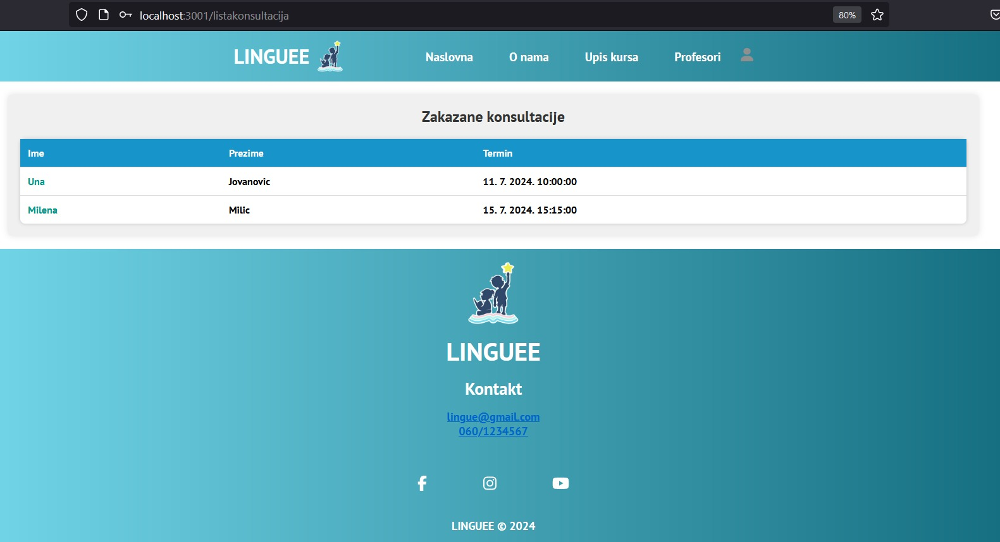 localhost:3001/listakonsultacija 80%
LINGUEE Naslovna O nama Upis kursa Profesori
Zakazane konsultacije
Ime Prezime Termin
Una Jovanovic 11. 7. 2024. 10:00:00
Milena Milic 15. 7. 2024. 15:15:00
LINGUEE
Kontakt
lingue@gmail.com
060/1234567
LINGUEE © 2024